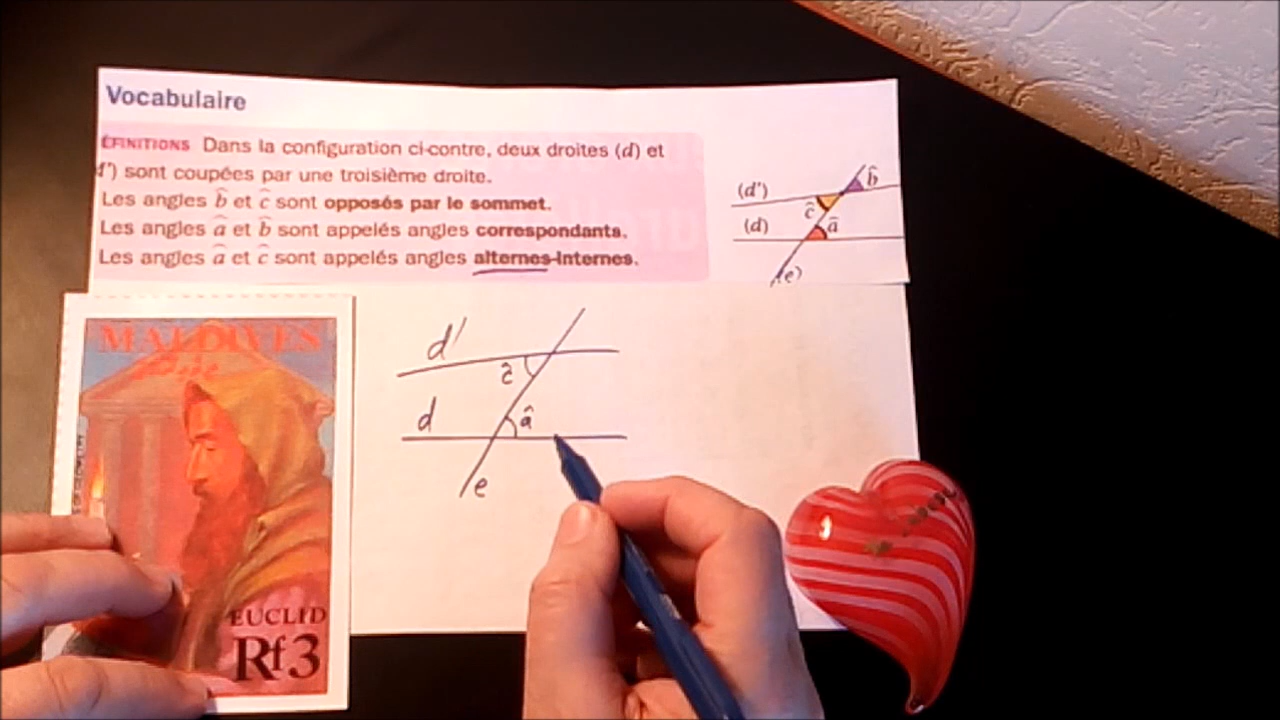 Vocabulaire
ÉFINITIONS Dans la configuration ci-contre, deux droites (d) et
d') sont coupées par une troisième droite.
Les angles b̂ et ĉ sont opposés par le sommet.
Les angles â et b̂ sont appelés angles correspondants.
Les angles â et ĉ sont appelés angles alternes-internes.
(d')
b̂
ĉ
(d)
â
(e)
d'
ĉ
d
â
e
MALDIVES
EUCLID
Rf3